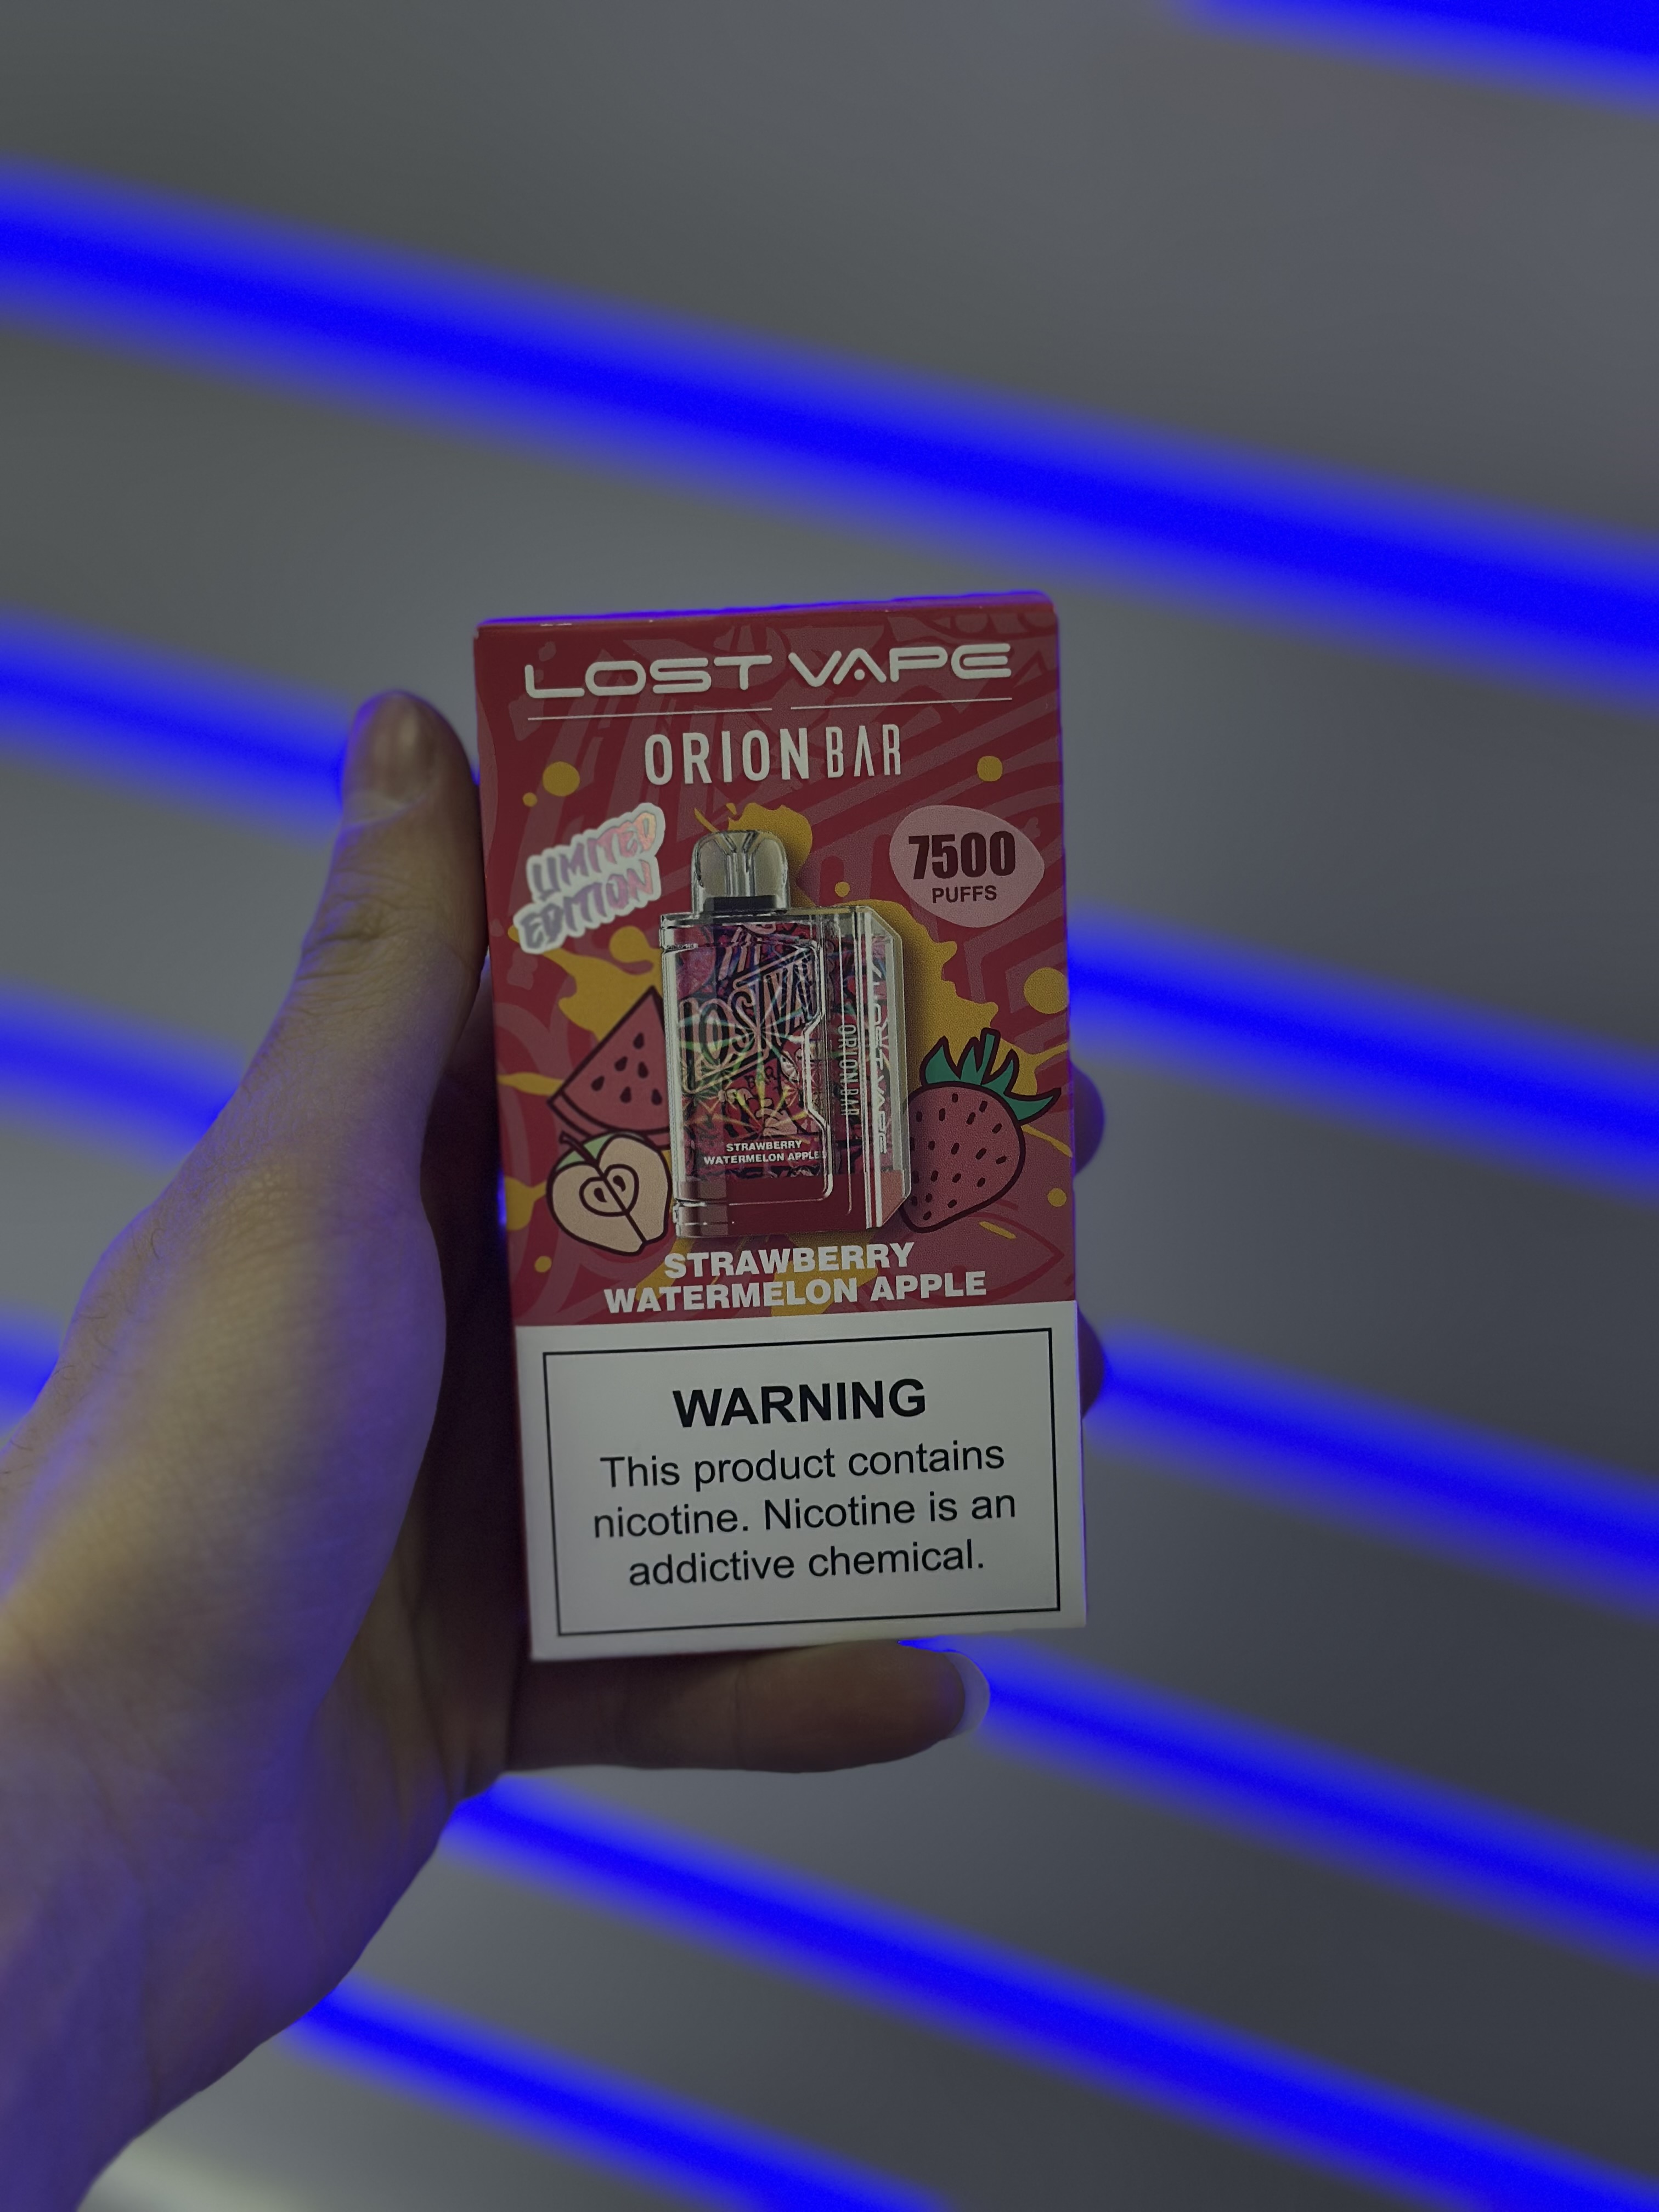 LOST VAPE
ORION BAR
LIMITED
EDITION
7500
PUFFS
ORION BAR
STRAWBERRY
WATERMELON APPLE
STRAWBERRY
WATERMELON APPLE
WARNING
This product contains
nicotine. Nicotine is an
addictive chemical.